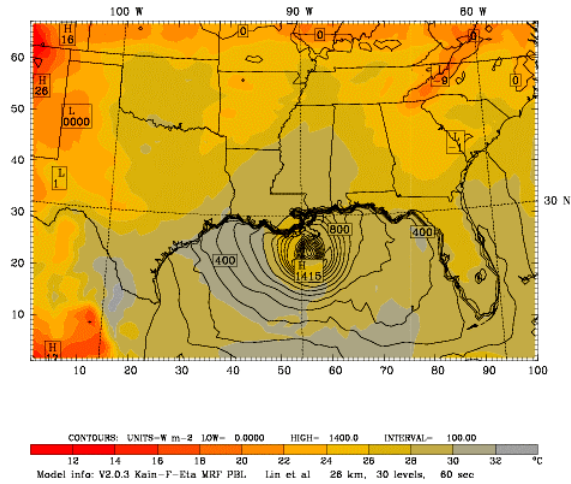 100 W 90 W 80 W
H 16 0 0 0
60
H 26 L -9 0
50 L 0000
L -1
40
L 1
30 30 N
800
400 400
20 H 1415
10
H 17
10 20 30 40 50 60 70 80 90 100
CONTOURS: UNITS=W m-2 LOW= 0.0000 HIGH= 1400.0 INTERVAL= 100.00
12 14 16 18 20 22 24 26 28 30 32 °C
Model info: V2.0.3 Kain-F-Eta MRF PBL Lin et al 26 km, 30 levels, 60 sec